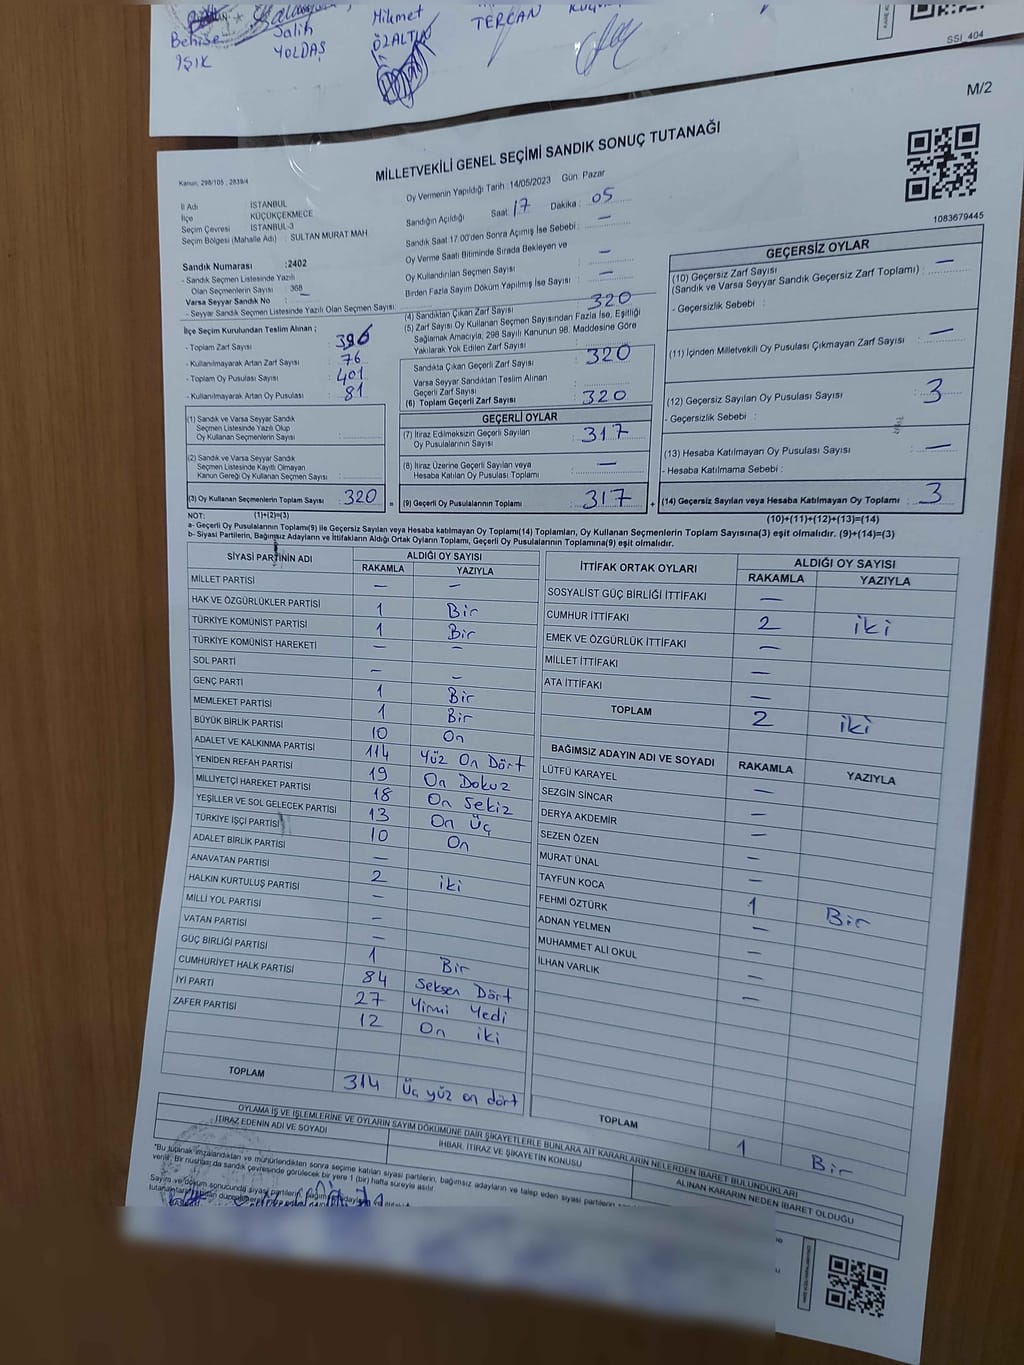 Behise
IŞIK
Salih
YOLDAŞ
Hikmet
ÖZALTUN
TERCAN
SSI 404
M/2
MİLLETVEKİLİ GENEL SEÇİMİ SANDIK SONUÇ TUTANAĞI
Kanun, 298/105 , 2839/4
1083679445
İl Adı İSTANBUL
İlçe KÜÇÜKÇEKMECE
Seçim Çevresi İSTANBUL-3
Seçim Bölgesi (Mahalle Adı) : SULTAN MURAT MAH
Sandık Numarası :2402
- Sandık Seçmen Listesinde Yazılı
Olan Seçmenlerin Sayısı : 368
Varsa Seyyar Sandık No : —
- Seyyar Sandık Seçmen Listesinde Yazılı Olan Seçmen Sayısı:
Oy Vermenin Yapıldığı Tarih :14/05/2023 Gün: Pazar
Sandığın Açıldığı Saat: 17 Dakika : 05
Sandık Saat 17:00'den Sonra Açılmış İse Sebebi : —
Oy Verme Saati Bitiminde Sırada Bekleyen ve
Oy Kullandırılan Seçmen Sayısı : —
Birden Fazla Sayım Döküm Yapılmış İse Sayısı : —
İlçe Seçim Kurulundan Teslim Alınan ;
- Toplam Zarf Sayısı : 396
- Kullanılmayarak Artan Zarf Sayısı : 76
- Toplam Oy Pusulası Sayısı : 401
- Kullanılmayarak Artan Oy Pusulası : 81
(1) Sandık ve Varsa Seyyar Sandık
Seçmen Listesinde Yazılı Olup
Oy Kullanan Seçmenlerin Sayısı :
(2) Sandık ve Varsa Seyyar Sandık
Seçmen Listesinde Kayıtlı Olmayan
Kanun Gereği Oy Kullanan Seçmen Sayısı :
(3) Oy Kullanan Seçmenlerin Toplam Sayısı : 320
(1)+(2)=(3)
(4) Sandıktan Çıkan Zarf Sayısı : 320
(5) Zarf Sayısı Oy Kullanan Seçmen Sayısından Fazla İse, Eşitliği
Sağlamak Amacıyla, 298 Sayılı Kanunun 98. Maddesine Göre
Yakılarak Yok Edilen Zarf Sayısı :
Sandıkta Çıkan Geçerli Zarf Sayısı : 320
Varsa Seyyar Sandıktan Teslim Alınan
Geçerli Zarf Sayısı :
(6) Toplam Geçerli Zarf Sayısı : 320
GEÇERLİ OYLAR
(7) İtiraz Edilmeksizin Geçerli Sayılan
Oy Pusulalarının Sayısı : 317
(8) İtiraz Üzerine Geçerli Sayılan veya
Hesaba Katılan Oy Pusulası Toplamı : —
(9) Geçerli Oy Pusulalarının Toplamı : 317
GEÇERSİZ OYLAR
(10) Geçersiz Zarf Sayısı
(Sandık ve Varsa Seyyar Sandık Geçersiz Zarf Toplamı) : —
- Geçersizlik Sebebi :
(11) İçinden Milletvekili Oy Pusulası Çıkmayan Zarf Sayısı : —
(12) Geçersiz Sayılan Oy Pusulası Sayısı : 3
- Geçersizlik Sebebi :
(13) Hesaba Katılmayan Oy Pusulası Sayısı : —
- Hesaba Katılmama Sebebi :
(14) Geçersiz Sayılan veya Hesaba Katılmayan Oy Toplamı : 3
(10)+(11)+(12)+(13)=(14)
NOT:
a- Geçerli Oy Pusulalarının Toplamı(9) ile Geçersiz Sayılan veya Hesaba katılmayan Oy Toplamı(14) Toplamları, Oy Kullanan Seçmenlerin Toplam Sayısına(3) eşit olmalıdır. (9)+(14)=(3)
b- Siyasi Partilerin, Bağımsız Adayların ve İttifakların Aldığı Ortak Oyların Toplamı, Geçerli Oy Pusulalarının Toplamına(9) eşit olmalıdır.
SİYASİ PARTİNİN ADI ALDIĞI OY SAYISI
RAKAMLA YAZIYLA
MİLLET PARTİSİ — —
HAK VE ÖZGÜRLÜKLER PARTİSİ 1 Bir
TÜRKİYE KOMÜNİST PARTİSİ 1 Bir
TÜRKİYE KOMÜNİST HAREKETİ — —
SOL PARTİ — —
GENÇ PARTİ 1 Bir
MEMLEKET PARTİSİ 1 Bir
BÜYÜK BİRLİK PARTİSİ 10 On
ADALET VE KALKINMA PARTİSİ 114 Yüz On Dört
YENİDEN REFAH PARTİSİ 19 On Dokuz
MİLLİYETÇİ HAREKET PARTİSİ 18 On Sekiz
YEŞİLLER VE SOL GELECEK PARTİSİ 13 On Üç
TÜRKİYE İŞÇİ PARTİSİ 10 On
ADALET BİRLİK PARTİSİ —
ANAVATAN PARTİSİ 2 iki
HALKIN KURTULUŞ PARTİSİ —
MİLLİ YOL PARTİSİ —
VATAN PARTİSİ —
GÜÇ BİRLİĞİ PARTİSİ 1 Bir
CUMHURİYET HALK PARTİSİ 84 Seksen Dört
İYİ PARTİ 27 Yirmi Yedi
ZAFER PARTİSİ 12 On iki
TOPLAM 314 Üç yüz on dört
İTTİFAK ORTAK OYLARI ALDIĞI OY SAYISI
RAKAMLA YAZIYLA
SOSYALİST GÜÇ BİRLİĞİ İTTİFAKI —
CUMHUR İTTİFAKI 2 iki
EMEK VE ÖZGÜRLÜK İTTİFAKI —
MİLLET İTTİFAKI —
ATA İTTİFAKI —
TOPLAM 2 iki
BAĞIMSIZ ADAYIN ADI VE SOYADI RAKAMLA YAZIYLA
LÜTFÜ KARAYEL —
SEZGİN SİNCAR —
DERYA AKDEMİR —
SEZEN ÖZEN —
MURAT ÜNAL —
TAYFUN KOCA 1 Bir
FEHMİ ÖZTÜRK —
ADNAN YELMEN —
MUHAMMET ALİ OKUL —
İLHAN VARLIK —
TOPLAM 1 Bir
OYLAMA İŞ VE İŞLEMLERİNE VE OYLARIN SAYIM DÖKÜMÜNE DAİR ŞİKAYETLERLE BUNLARA AİT KARARLARIN NELERDEN İBARET BULUNDUKLARI
İTİRAZ EDENİN ADI VE SOYADI İHBAR, İTİRAZ VE ŞİKAYETİN KONUSU ALINAN KARARIN NEDEN İBARET OLDUĞU
"Bu tutanak imzalandıktan ve mühürlendikten sonra seçime katılan siyasi partilerin, bağımsız adayların ve talep eden siyasi partilerin
verilir. Bir nüshası da sandık çevresinde görülecek bir yere 1 (bir) hafta süreyle asılır.
Sayım ve döküm sonucunda siyasi partilerin, bağımsız adayların